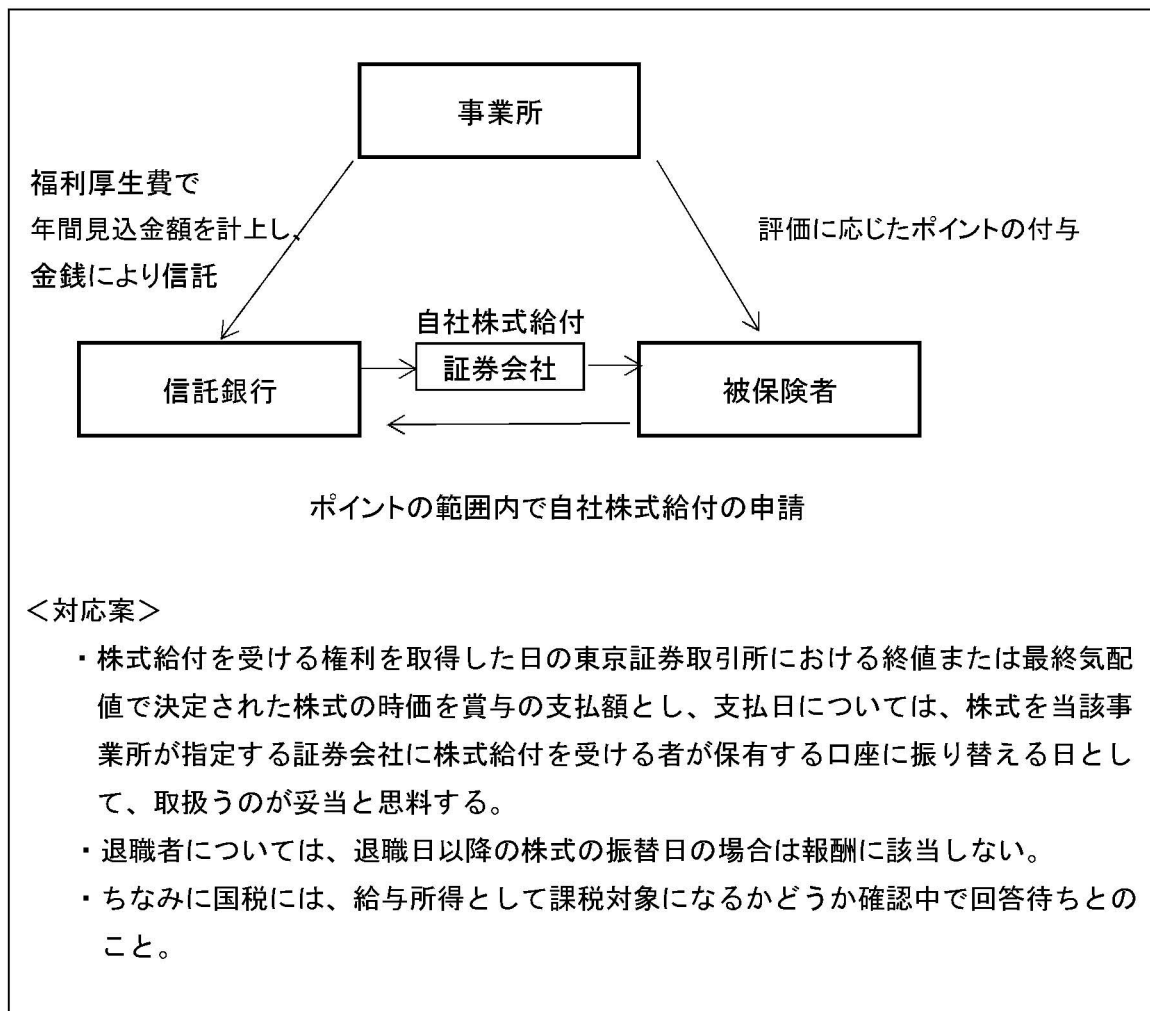 事業所
福利厚生費で
年間見込金額を計上し、
金銭により信託
評価に応じたポイントの付与
自社株式給付
信託銀行
証券会社
被保険者
ポイントの範囲内で自社株式給付の申請
＜対応案＞
・株式給付を受ける権利を取得した日の東京証券取引所における終値または最終気配
値で決定された株式の時価を賞与の支払額とし、支払日については、株式を当該事
業所が指定する証券会社に株式給付を受ける者が保有する口座に振り替える日とし
て、取扱うのが妥当と思料する。
・退職者については、退職日以降の株式の振替日の場合は報酬に該当しない。
・ちなみに国税には、給与所得として課税対象になるかどうか確認中で回答待ちとの
こと。